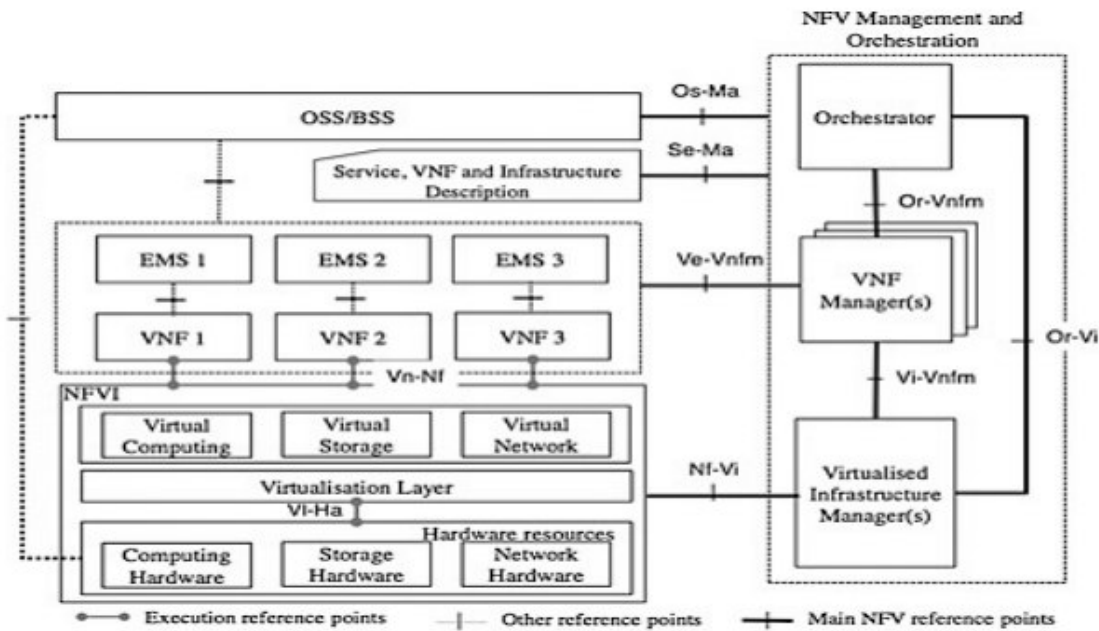 NFV Management and
Orchestration
Os-Ma
OSS/BSS
Orchestrator
Se-Ma
Service, VNF and Infrastructure
Description
Or-Vnfm
EMS 1
EMS 2
EMS 3
Ve-Vnfm
VNF
Manager(s)
VNF 1
VNF 2
VNF 3
Or-Vi
Vn-Nf
Vi-Vnfm
NFVI
Virtual
Computing
Virtual
Storage
Virtual
Network
Nf-Vi
Virtualised
Infrastructure
Manager(s)
Virtualisation Layer
Vl-Ha
Hardware resources
Computing
Hardware
Storage
Hardware
Network
Hardware
Execution reference points
Other reference points
Main NFV reference points